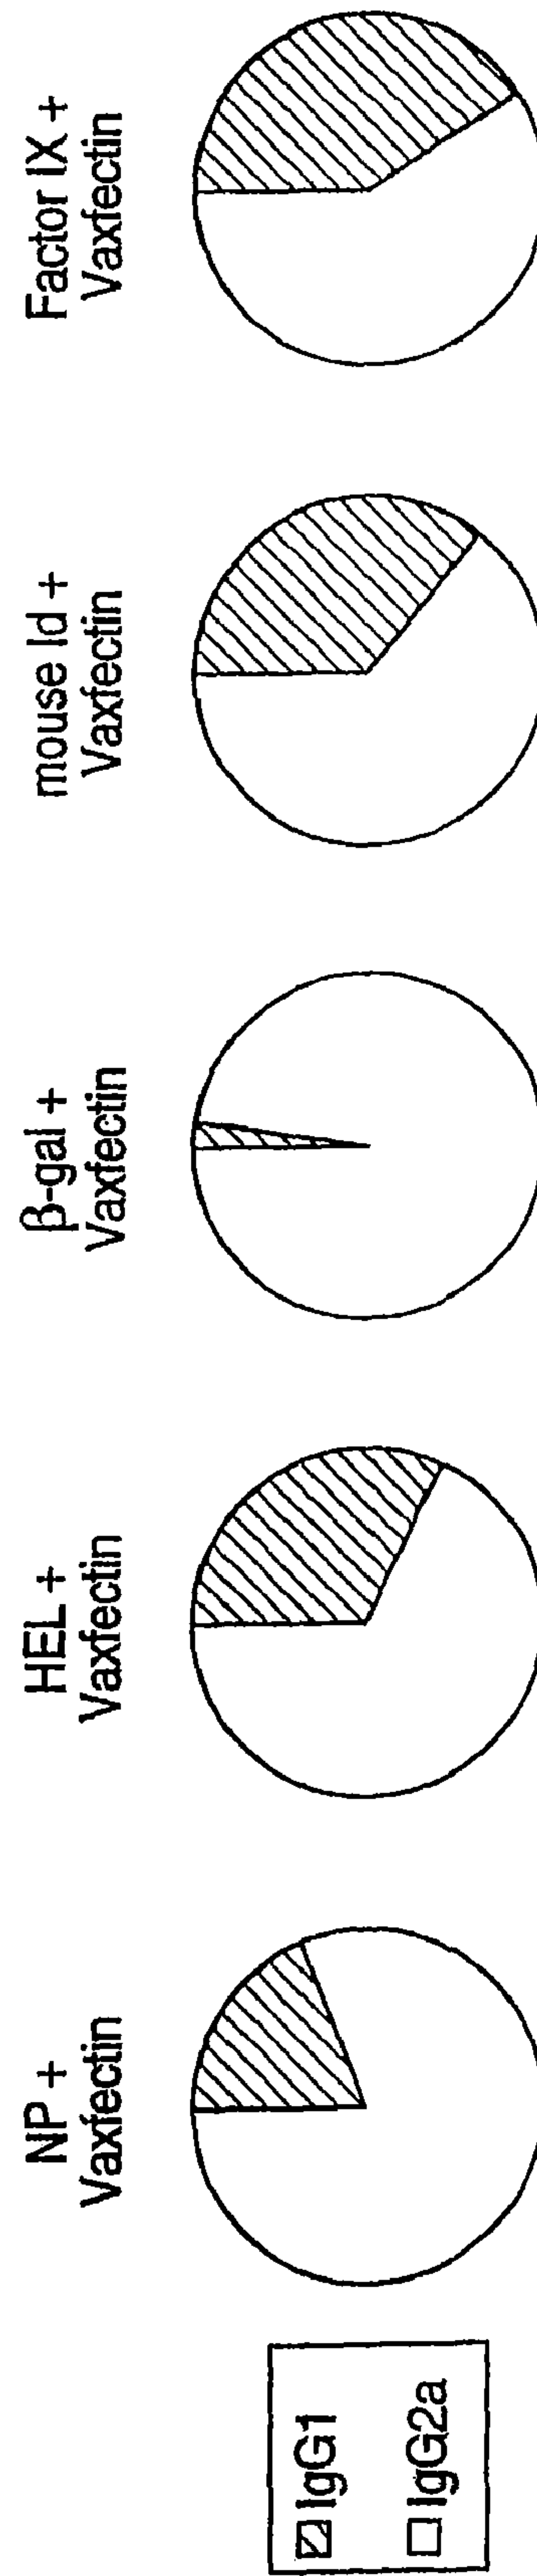 IgG1
IgG2a
NP +
Vaxfectin
HEL +
Vaxfectin
β-gal +
Vaxfectin
mouse Id +
Vaxfectin
Factor IX +
Vaxfectin